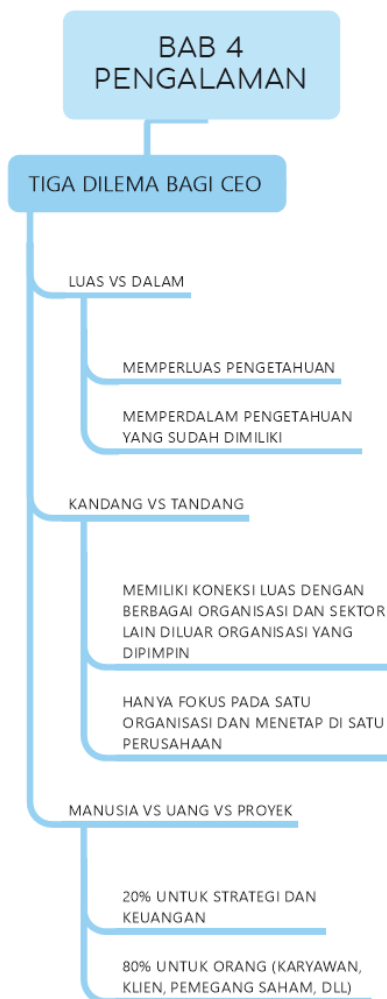 BAB 4
PENGALAMAN
TIGA DILEMA BAGI CEO
LUAS VS DALAM
MEMPERLUAS PENGETAHUAN
MEMPERDALAM PENGETAHUAN
YANG SUDAH DIMILIKI
KANDANG VS TANDANG
MEMILIKI KONEKSI LUAS DENGAN
BERBAGAI ORGANISASI DAN SEKTOR
LAIN DILUAR ORGANISASI YANG
DIPIMPIN
HANYA FOKUS PADA SATU
ORGANISASI DAN MENETAP DI SATU
PERUSAHAAN
MANUSIA VS UANG VS PROYEK
20% UNTUK STRATEGI DAN
KEUANGAN
80% UNTUK ORANG (KARYAWAN,
KLIEN, PEMEGANG SAHAM, DLL)